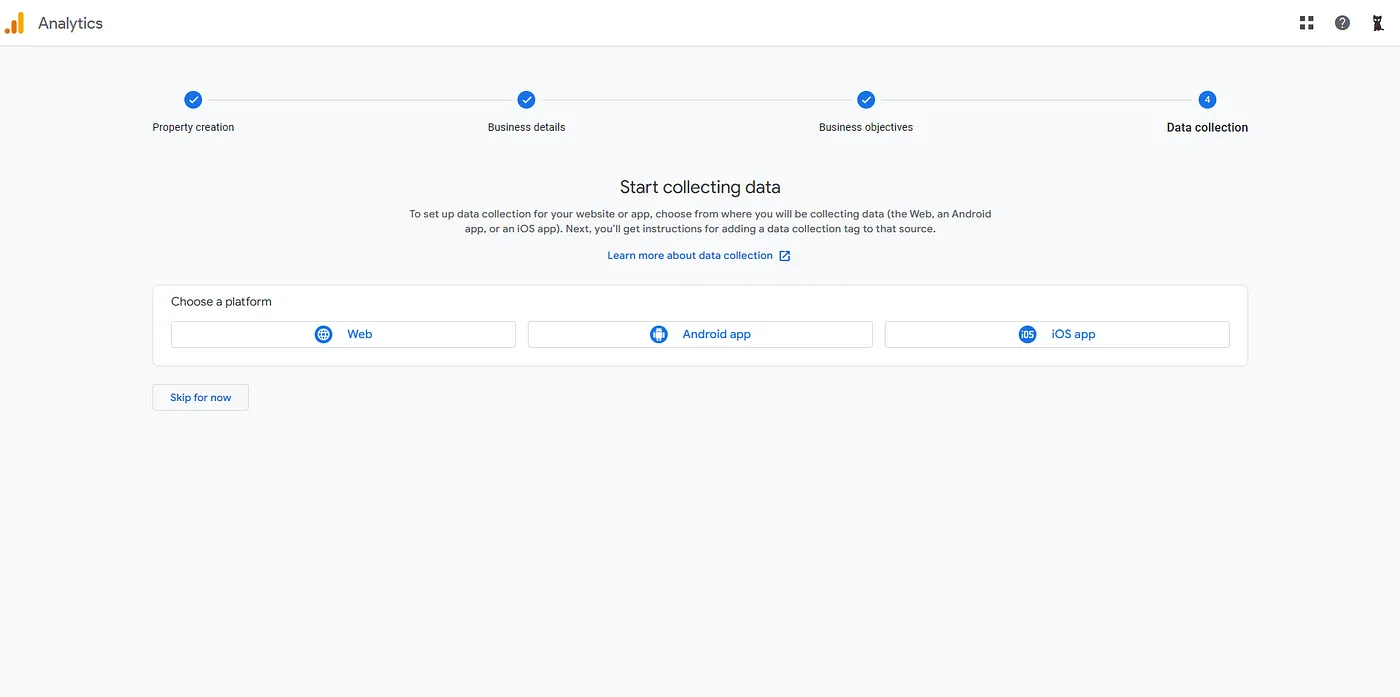 Analytics
4
Property creation
Business details
Business objectives
Data collection
Start collecting data
To set up data collection for your website or app, choose from where you will be collecting data (the Web, an Android
app, or an iOS app). Next, you'll get instructions for adding a data collection tag to that source.
Learn more about data collection
Choose a platform
Web
Android app
iOS iOS app
Skip for now